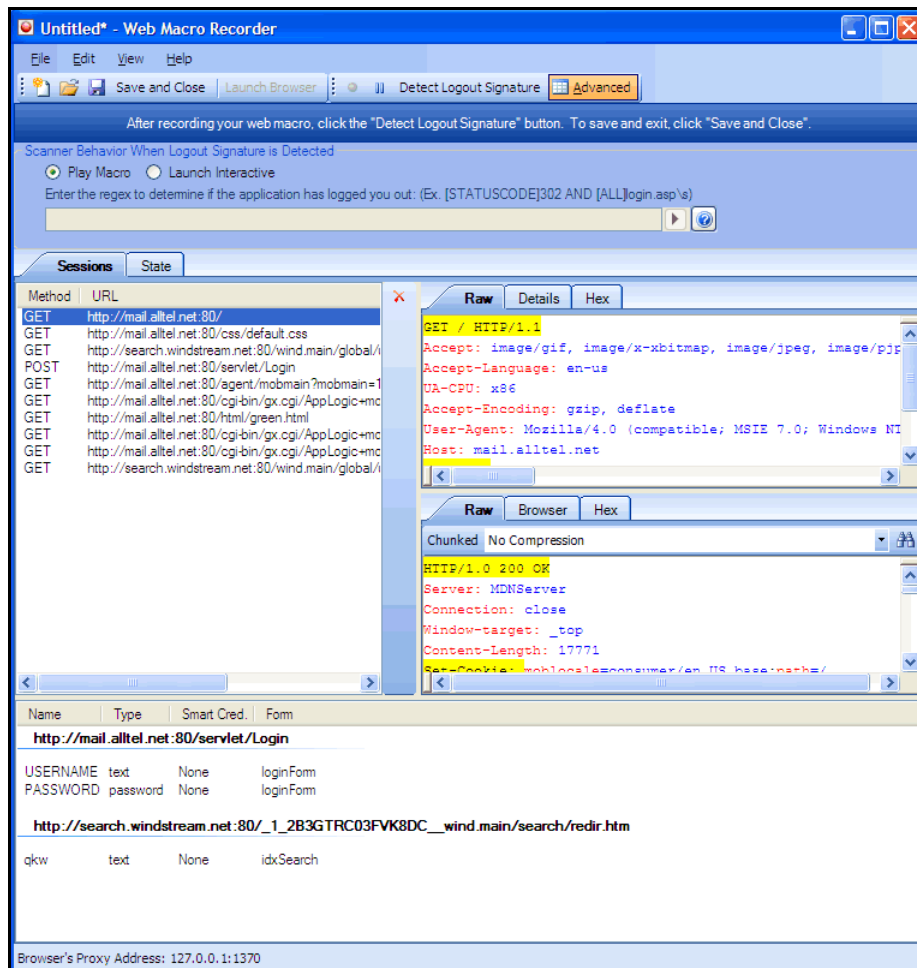 Untitled* - Web Macro Recorder
File Edit View Help
Save and Close Launch Browser Detect Logout Signature Advanced
After recording your web macro, click the "Detect Logout Signature" button. To save and exit, click "Save and Close".
Scanner Behavior When Logout Signature is Detected
Play Macro Launch Interactive
Enter the regex to determine if the application has logged you out: (Ex. [STATUSCODE]302 AND [ALL]login.asp\s)
Sessions State
Method URL
GET http://mail.alltel.net:80/
GET http://mail.alltel.net:80/css/default.css
GET http://search.windstream.net:80/wind.main/global/
POST http://mail.alltel.net:80/servlet/Login
GET http://mail.alltel.net:80/agent/mobmain?mobmain=1
GET http://mail.alltel.net:80/cgi-bin/gx.cgi/AppLogic+mo
GET http://mail.alltel.net:80/html/green.html
GET http://mail.alltel.net:80/cgi-bin/gx.cgi/AppLogic+mo
GET http://mail.alltel.net:80/cgi-bin/gx.cgi/AppLogic+mo
GET http://search.windstream.net:80/wind.main/global/
Raw Details Hex
GET / HTTP/1.1
Accept: image/gif, image/x-xbitmap, image/jpeg, image/pjp
Accept-Language: en-us
UA-CPU: x86
Accept-Encoding: gzip, deflate
User-Agent: Mozilla/4.0 (compatible; MSIE 7.0; Windows NT
Host: mail.alltel.net
Raw Browser Hex
Chunked No Compression
HTTP/1.0 200 OK
Server: MDNServer
Connection: close
Window-target: _top
Content-Length: 17771
Set-Cookie: moblocale=consumer/en_US_base;path=/
Name Type Smart Cred. Form
http://mail.alltel.net:80/servlet/Login
USERNAME text None loginForm
PASSWORD password None loginForm
http://search.windstream.net:80/_1_2B3GTRC03FVK8DC__wind.main/search/redir.htm
qkw text None idxSearch
Browser's Proxy Address: 127.0.0.1:1370